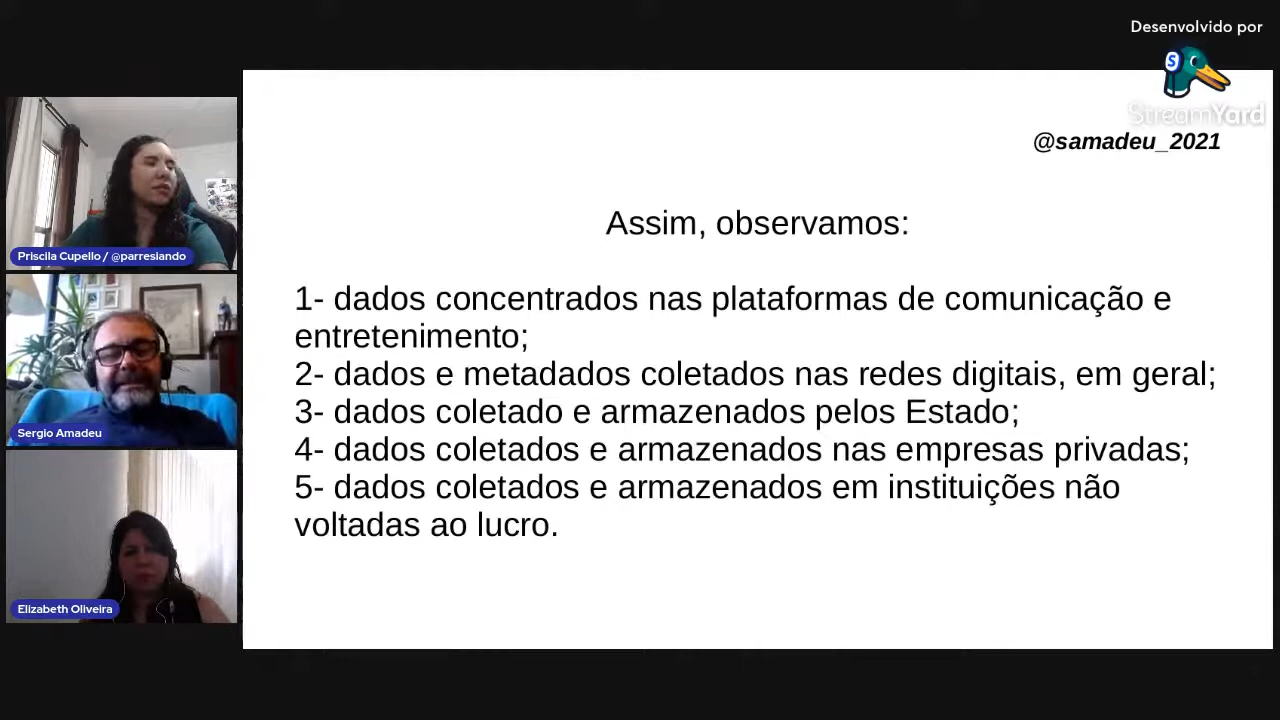 Desenvolvido por
S
StreamYard
@samadeu_2021
Assim, observamos:
1- dados concentrados nas plataformas de comunicação e
entretenimento;
2- dados e metadados coletados nas redes digitais, em geral;
3- dados coletado e armazenados pelos Estado;
4- dados coletados e armazenados nas empresas privadas;
5- dados coletados e armazenados em instituições não
voltadas ao lucro.
Priscila Cupello / @parresiando
Sergio Amadeu
Elizabeth Oliveira